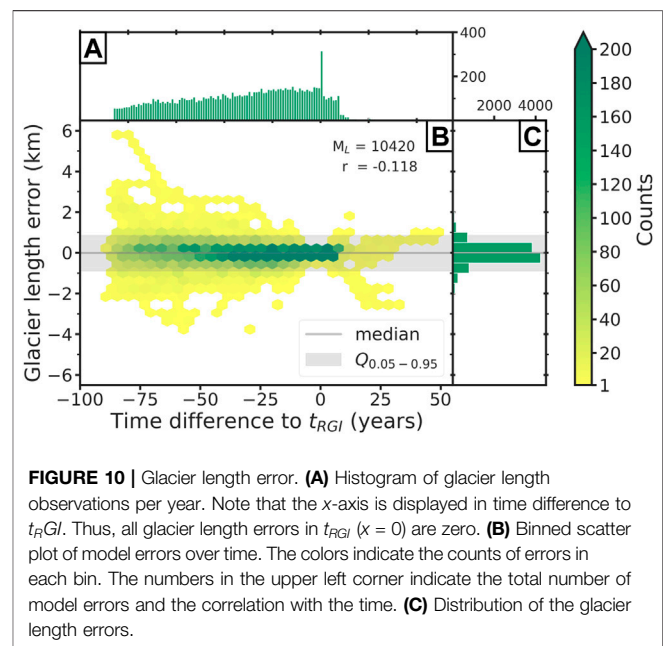 A
400
200
2000 4000
B
C
M_L = 10420
r = -0.118
Glacier length error (km)
6
4
2
0
−2
−4
−6
median
Q_0.05−0.95
−100 −75 −50 −25 0 25 50
Time difference to t_RGI (years)
200
180
160
140
120
100
80
60
40
20
1
Counts
FIGURE 10 | Glacier length error. (A) Histogram of glacier length
observations per year. Note that the x-axis is displayed in time difference to
t_RGI. Thus, all glacier length errors in t_RGI (x = 0) are zero. (B) Binned scatter
plot of model errors over time. The colors indicate the counts of errors in
each bin. The numbers in the upper left corner indicate the total number of
model errors and the correlation with the time. (C) Distribution of the glacier
length errors.